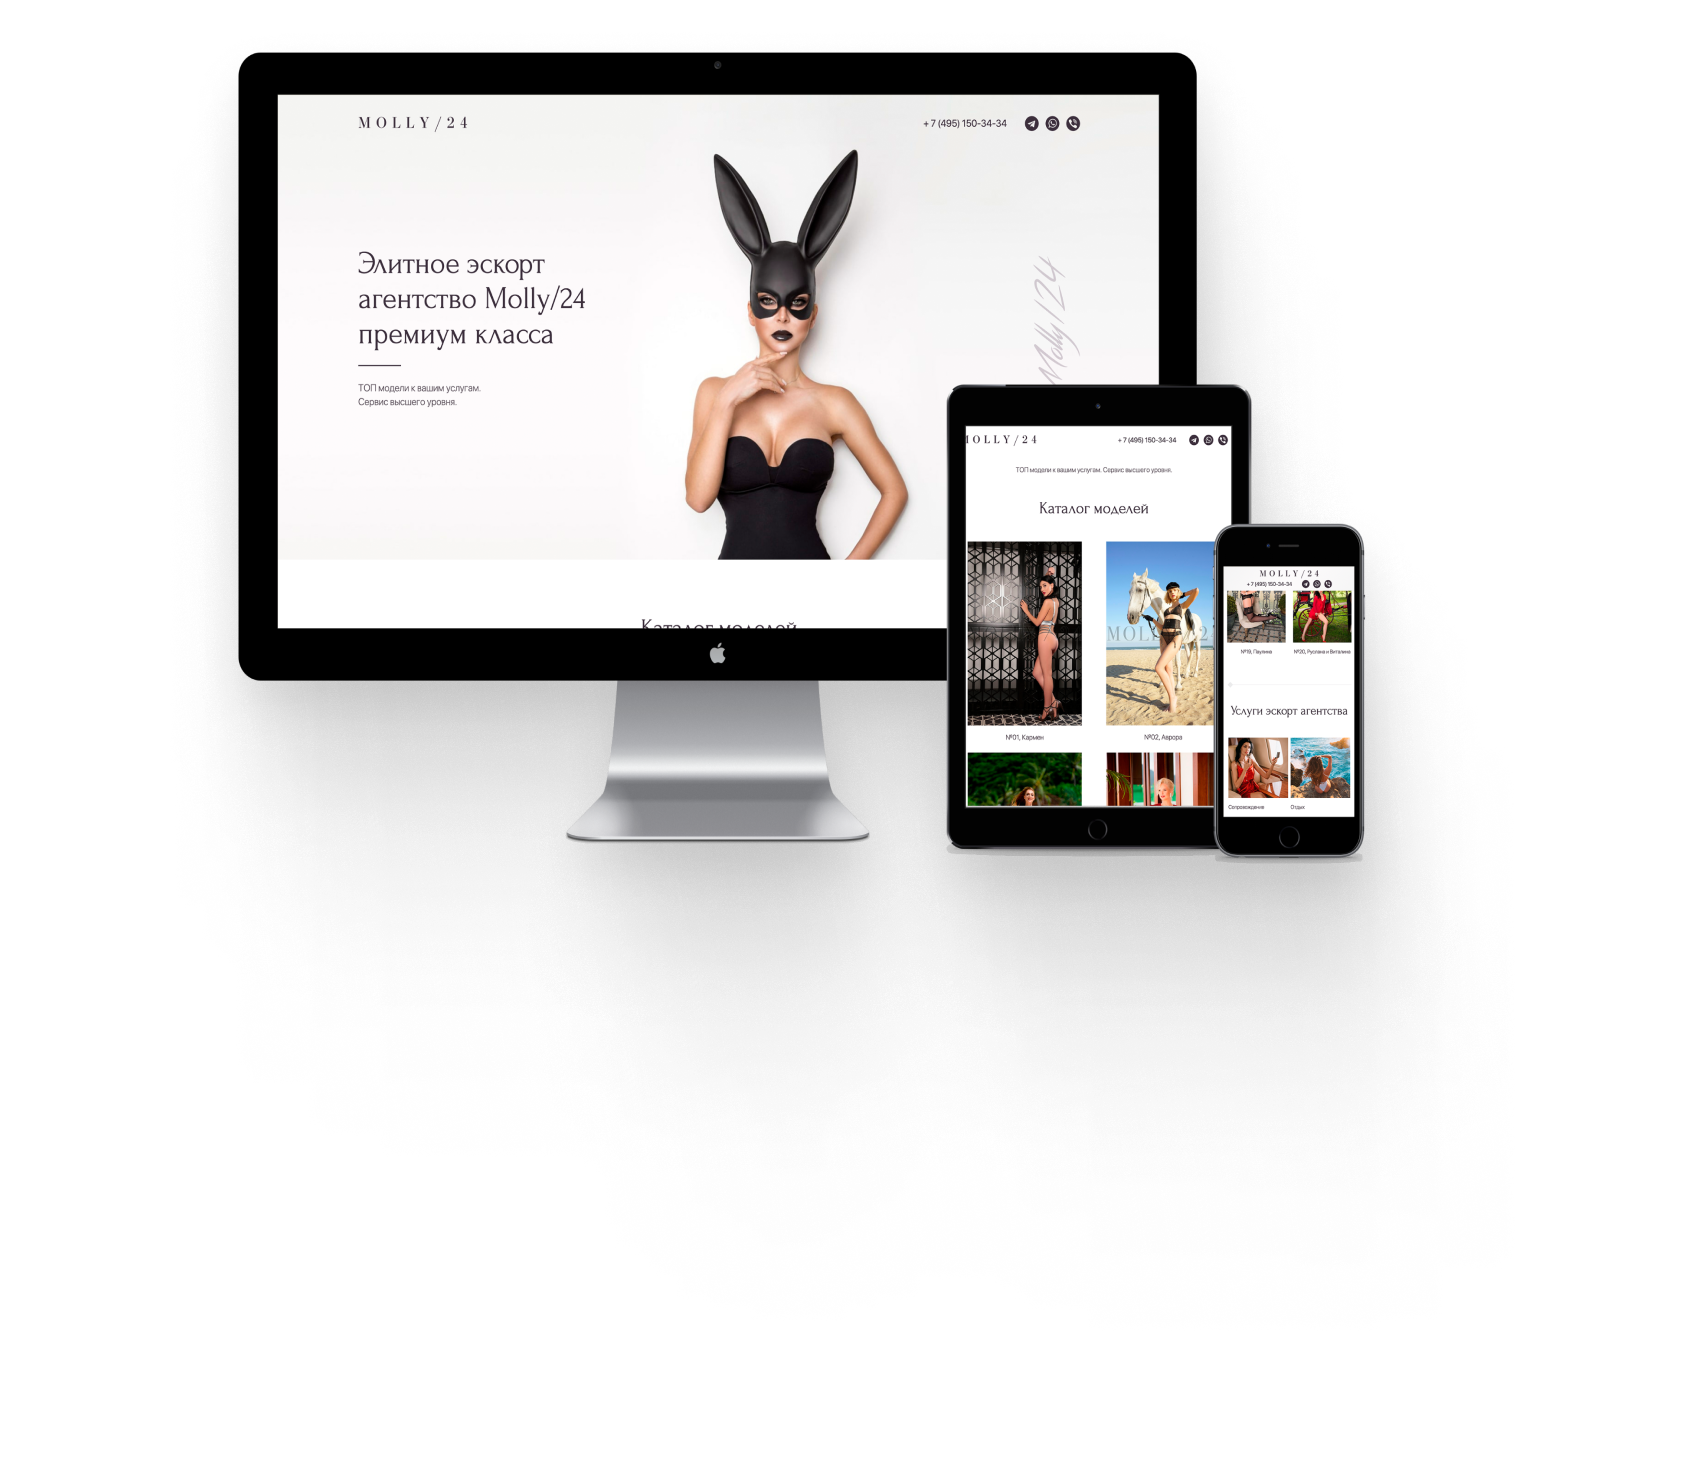 MOLLY/24
+ 7 (495) 150-34-34
Элитное эскорт
агентство Molly/24
премиум класса
ТОП модели к вашим услугам.
Сервис высшего уровня.
Molly/24
Каталог моделей
MOLLY/24
+ 7 (495) 150-34-34
ТОП модели к вашим услугам. Сервис высшего уровня.
Каталог моделей
№01, Кармен
№02, Аврора
MOLLY/24
+ 7 (495) 150-34-34
№19, Паулина
№20, Руслана и Виталина
Услуги эскорт агентства
Сопровождение
Отдых